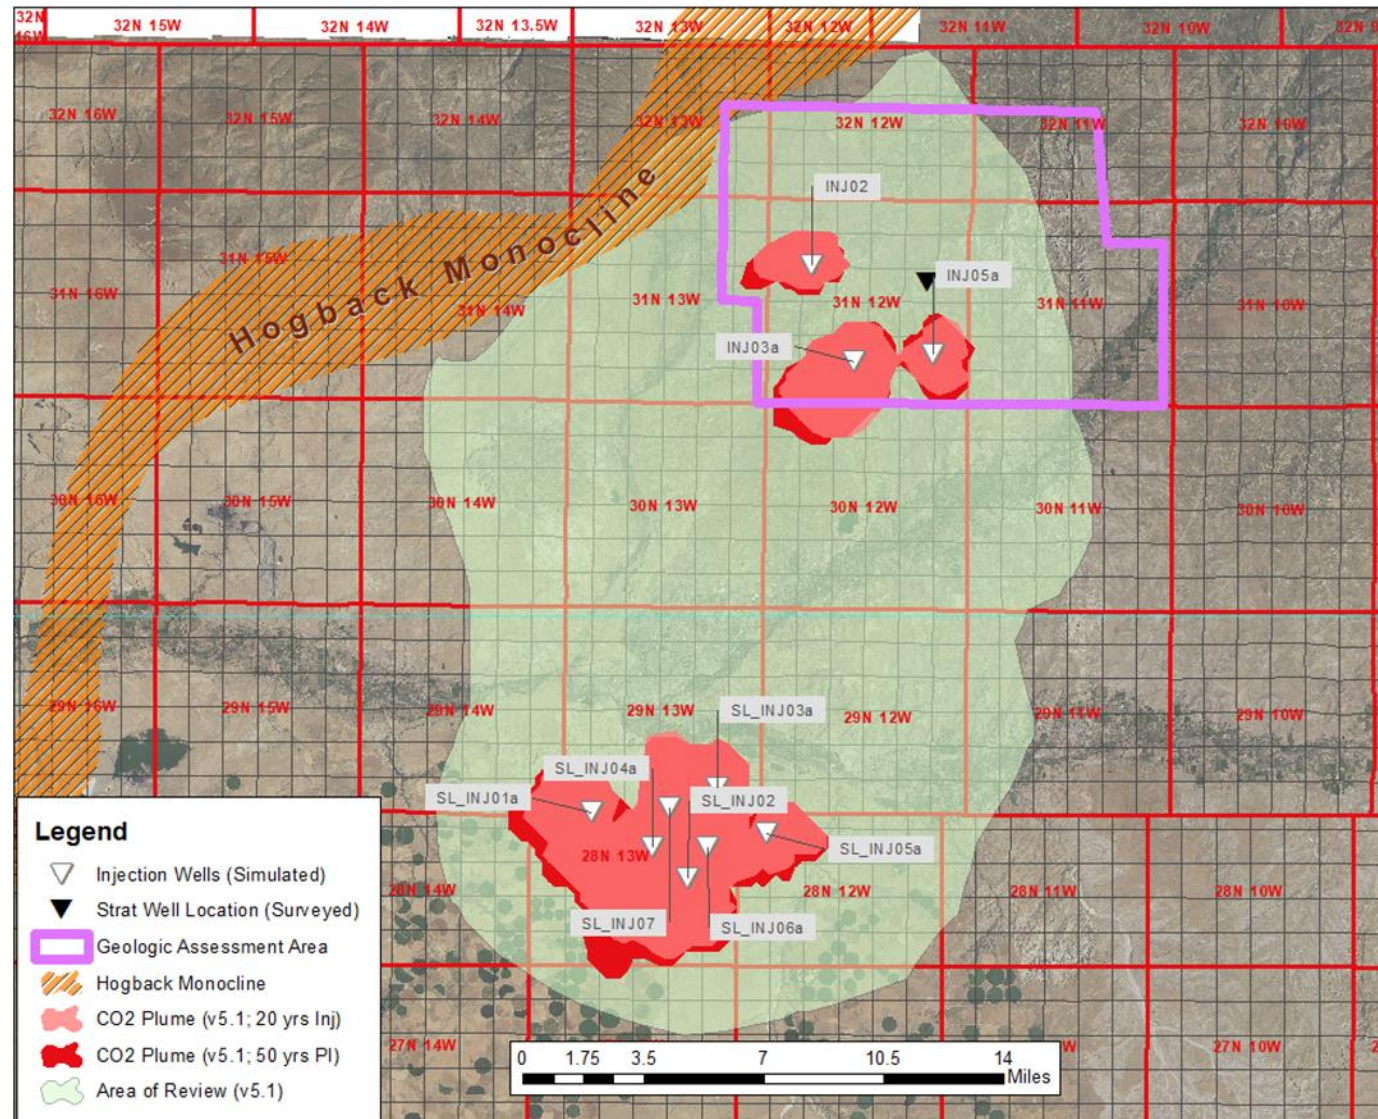 32N
16W
32N 15W
32N 14W
32N 13.5W
32N 13W
32N 12W
32N 11W
32N 10W
32N 16W
32N 15W
32N 14W
32N 13W
32N 12W
32N 11W
32N 10W
INJ02
Hogback Monocline
31N 16W
31N 15W
31N 14W
31N 13W
31N 12W
31N 11W
31N 10W
INJ05a
INJ03a
30N 16W
30N 15W
30N 14W
30N 13W
30N 12W
30N 11W
30N 10W
29N 16W
29N 15W
29N 14W
29N 13W
29N 12W
29N 11W
29N 10W
SL_INJ03a
SL_INJ04a
SL_INJ01a
SL_INJ02
SL_INJ05a
28N 14W
28N 13W
28N 12W
28N 11W
28N 10W
SL_INJ07
SL_INJ06a
27N 14W
27N 10W
Legend
Injection Wells (Simulated)
Strat Well Location (Surveyed)
Geologic Assessment Area
Hogback Monocline
CO2 Plume (v5.1; 20 yrs Inj)
CO2 Plume (v5.1; 50 yrs PI)
Area of Review (v5.1)
0 1.75 3.5 7 10.5 14
Miles